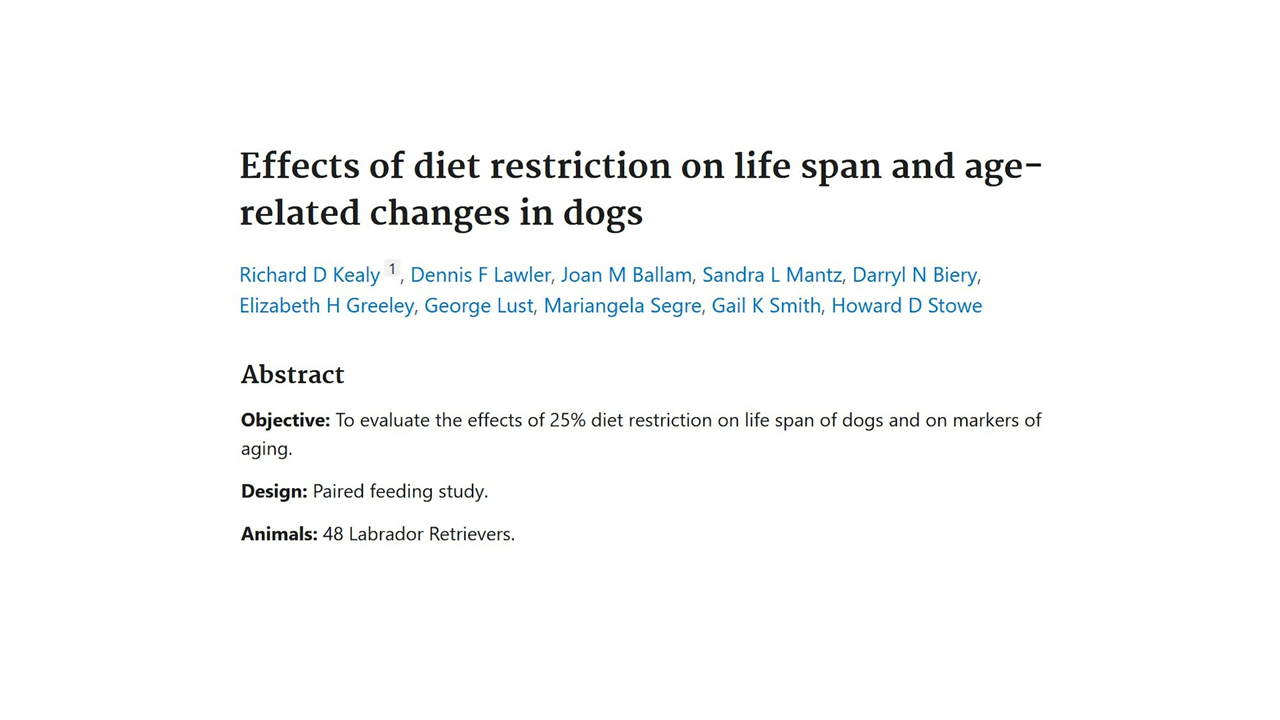 Effects of diet restriction on life span and age-
related changes in dogs
Richard D Kealy 1, Dennis F Lawler, Joan M Ballam, Sandra L Mantz, Darryl N Biery,
Elizabeth H Greeley, George Lust, Mariangela Segre, Gail K Smith, Howard D Stowe
Abstract
Objective: To evaluate the effects of 25% diet restriction on life span of dogs and on markers of
aging.
Design: Paired feeding study.
Animals: 48 Labrador Retrievers.